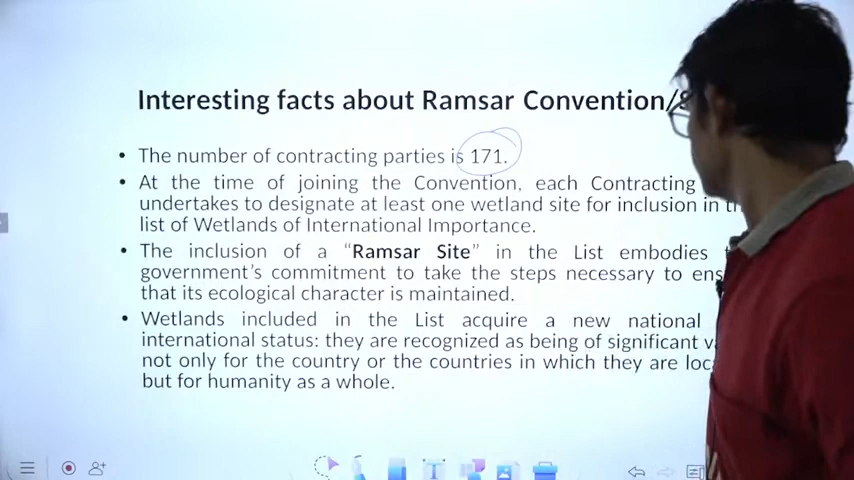 Interesting facts about Ramsar Convention/
• The number of contracting parties is 171.
• At the time of joining the Convention, each Contracting
undertakes to designate at least one wetland site for inclusion in
list of Wetlands of International Importance.
• The inclusion of a “Ramsar Site” in the List embodies
government’s commitment to take the steps necessary to
that its ecological character is maintained.
• Wetlands included in the List acquire a new national
international status: they are recognized as being of significant
not only for the country or the countries in which they are
but for humanity as a whole.